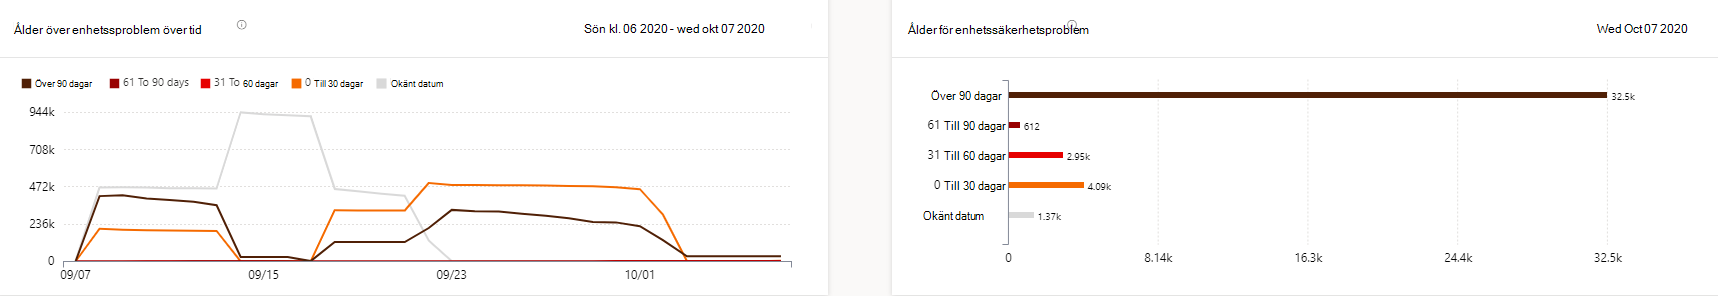 Ålder över enhetssproblem över tid
Sön kl. 06 2020 - wed okt 07 2020
Över 90 dagar
61 To 90 days
31 To 60 dagar
0 Till 30 dagar
Okänt datum
944k
708k
472k
236k
0
09/07
09/15
09/23
10/01
Ålder för enhetssäkerhetsproblem
Wed Oct 07 2020
Över 90 dagar
32.5k
61 Till 90 dagar
612
31 Till 60 dagar
2.95k
0 Till 30 dagar
4.09k
Okänt datum
1.37k
0
8.14k
16.3k
24.4k
32.5k